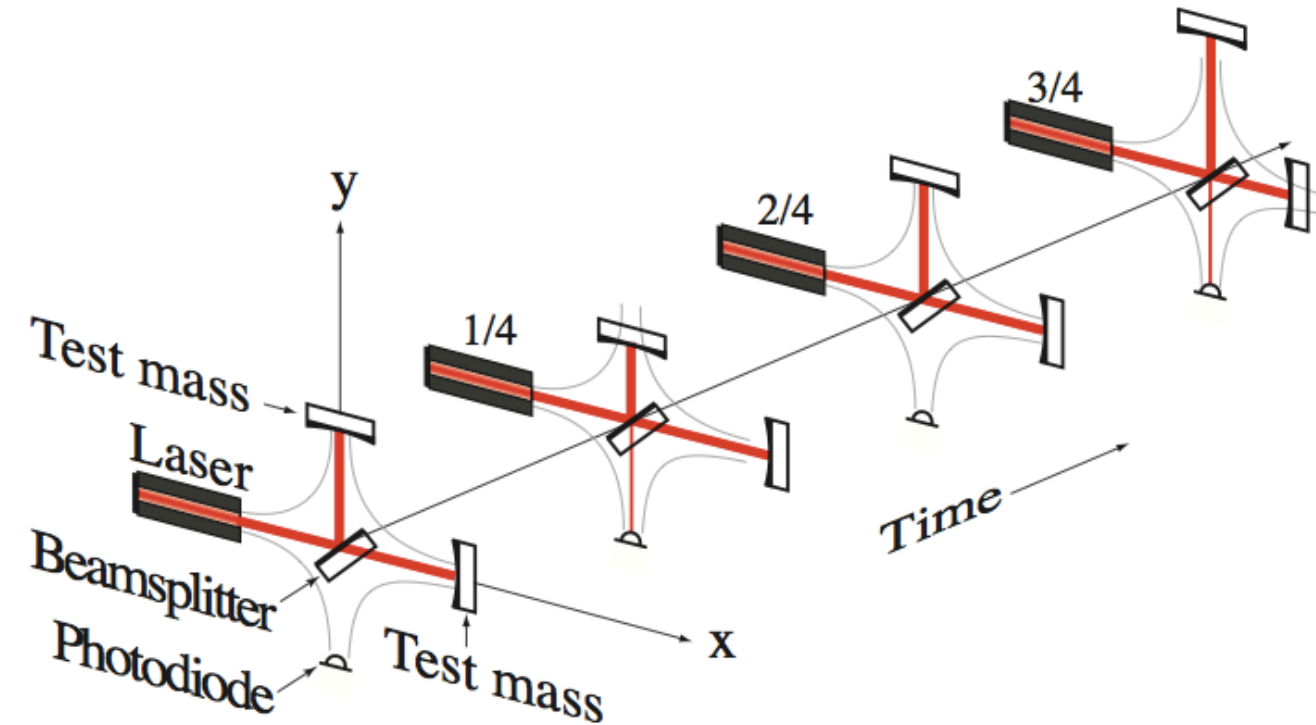 3/4
y
2/4
1/4
Test mass
Laser
Time
Beamsplitter
x
Photodiode
Test mass